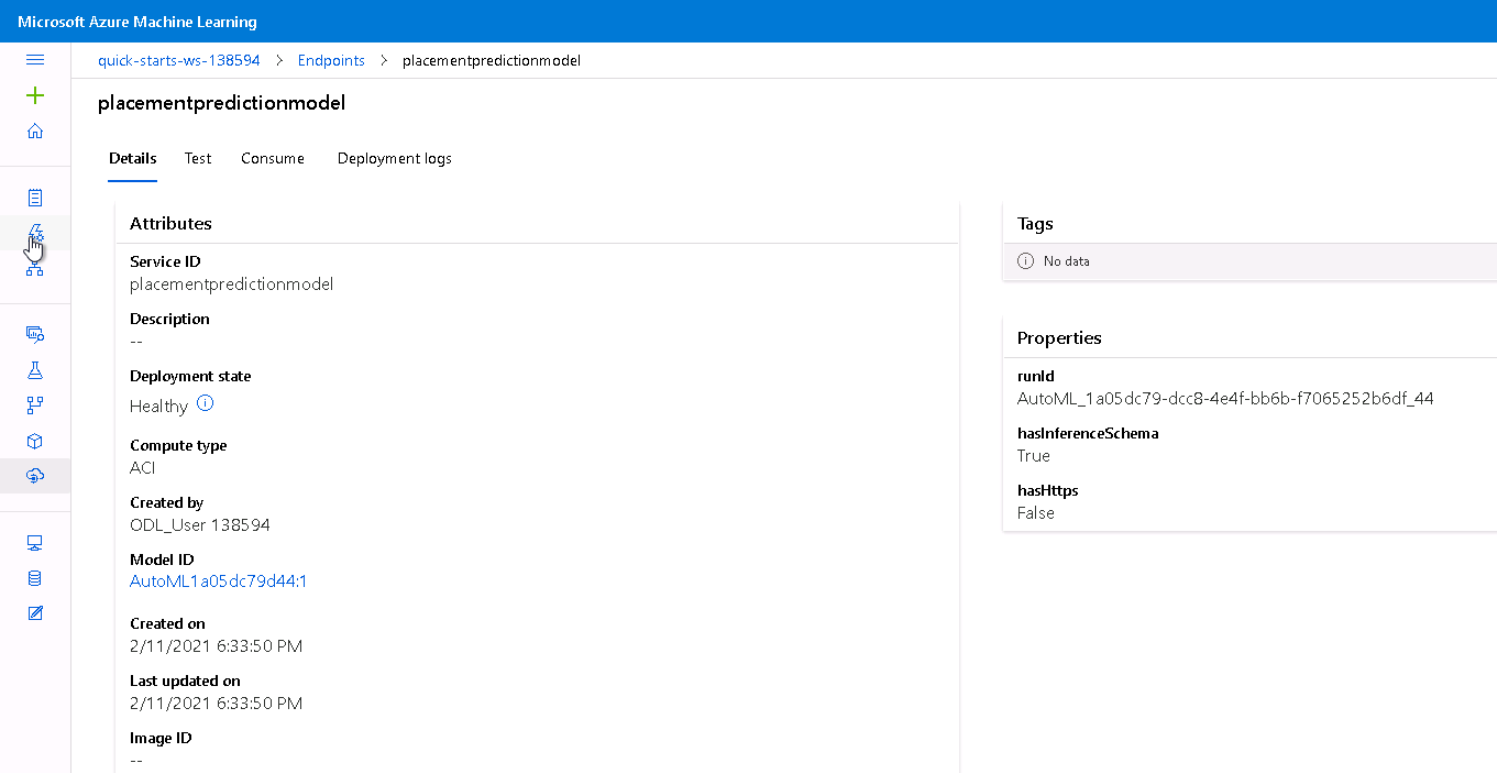 Microsoft Azure Machine Learning
quick-starts-ws-138594 > Endpoints > placementpredictionmodel
placementpredictionmodel
Details Test Consume Deployment logs
Attributes
Service ID
placementpredictionmodel
Description
--
Deployment state
Healthy
Compute type
ACI
Created by
ODL_User 138594
Model ID
AutoML1a05dc79d44:1
Created on
2/11/2021 6:33:50 PM
Last updated on
2/11/2021 6:33:50 PM
Image ID
--
Tags
No data
Properties
runId
AutoML_1a05dc79-dcc8-4e4f-bb6b-f7065252b6df_44
hasInferenceSchema
True
hasHttps
False